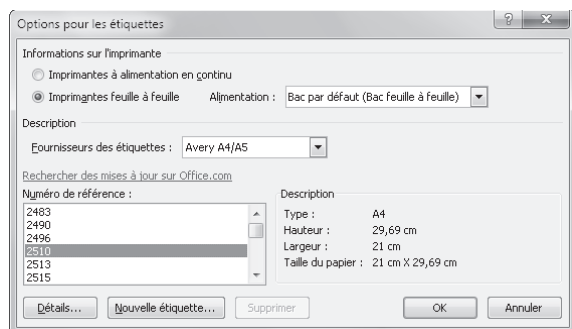 Options pour les étiquettes
Informations sur l'imprimante
Imprimantes à alimentation en continu
Imprimantes feuille à feuille Alimentation : Bac par défaut (Bac feuille à feuille)
Description
Fournisseurs des étiquettes : Avery A4/A5
Rechercher des mises à jour sur Office.com
Numéro de référence :
2483
2490
2496
2510
2513
2515
Description
Type : A4
Hauteur : 29,69 cm
Largeur : 21 cm
Taille du papier : 21 cm X 29,69 cm
Détails... Nouvelle étiquette... Supprimer OK Annuler